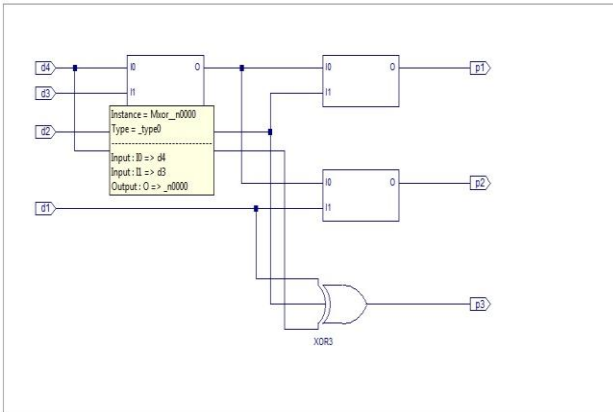 d4
I0
O
I0
O
p1
d3
I1
I1
Instance = Mxor__n0000
d2
Type = _type0
Input : I0 => d4
Input : I1 => d3
Output : O => _n0000
I0
O
p2
d1
I1
p3
XOR3